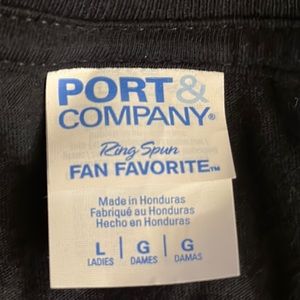 PORT &
COMPANY®
Ring Spun
FAN FAVORITE™
Made in Honduras
Fabriqué au Honduras
Hecho en Honduras
L | G | G
LADIES | DAMES | DAMAS